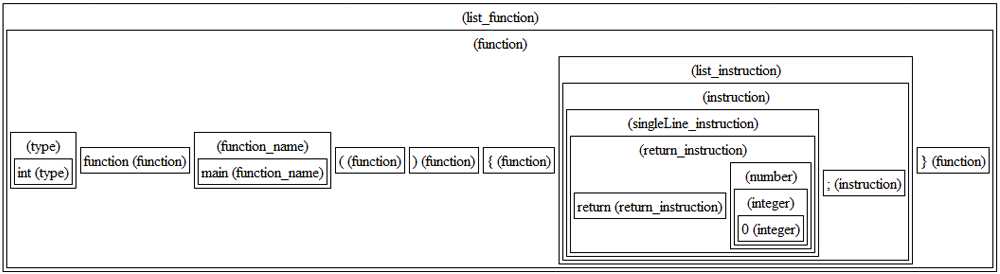 (list_function)
(function)
(list_instruction)
(instruction)
(singleLine_instruction)
(type)
(function_name)
(return_instruction)
int (type)
function (function)
main (function_name)
( (function)
) (function)
{ (function)
(number)
; (instruction)
} (function)
(integer)
return (return_instruction)
0 (integer)